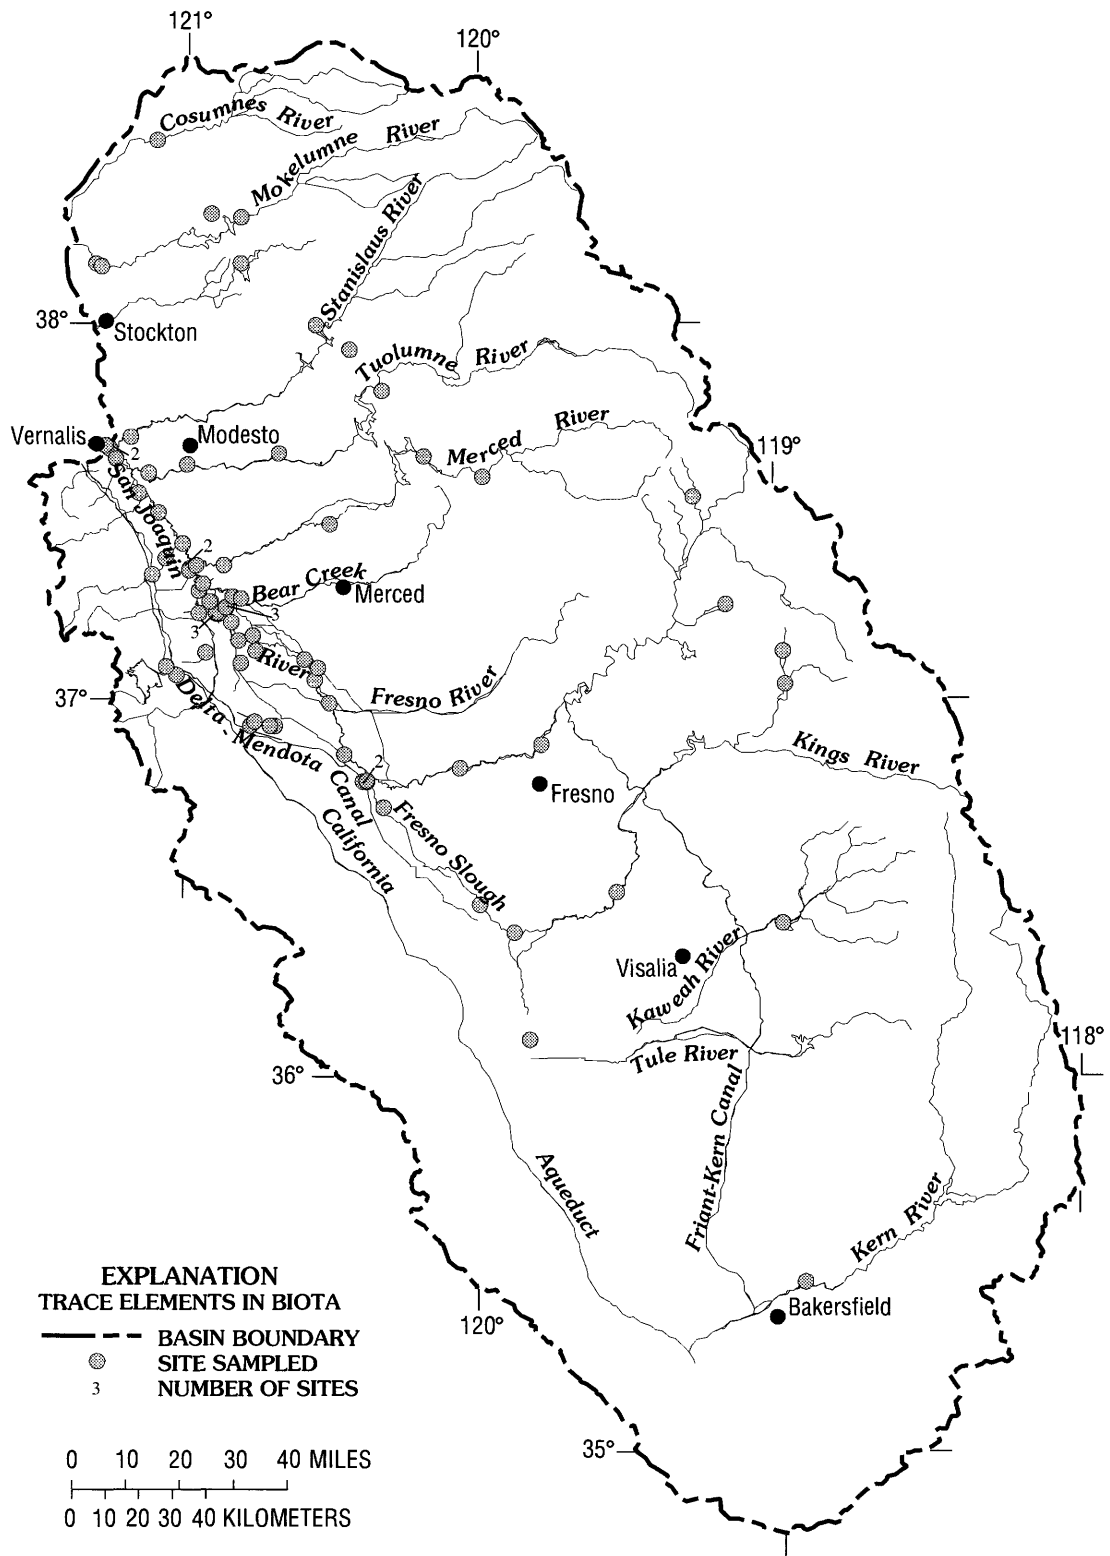 121°
120°
Cosumnes River
Mokelumne River
Stanislaus River
38°
Stockton
Tuolumne River
Vernalis
Modesto
2
Merced River
119°
San Joaquin
2
Bear Creek
Merced
3
3
River
Fresno River
37°
Delta - Mendota Canal
Kings River
2
Fresno
California
Fresno Slough
Visalia
Kaweah River
Tule River
118°
36°
Friant-Kern Canal
Aqueduct
Kern River
EXPLANATION
TRACE ELEMENTS IN BIOTA
BASIN BOUNDARY
SITE SAMPLED
3 NUMBER OF SITES
120°
Bakersfield
35°
0 10 20 30 40 MILES
0 10 20 30 40 KILOMETERS